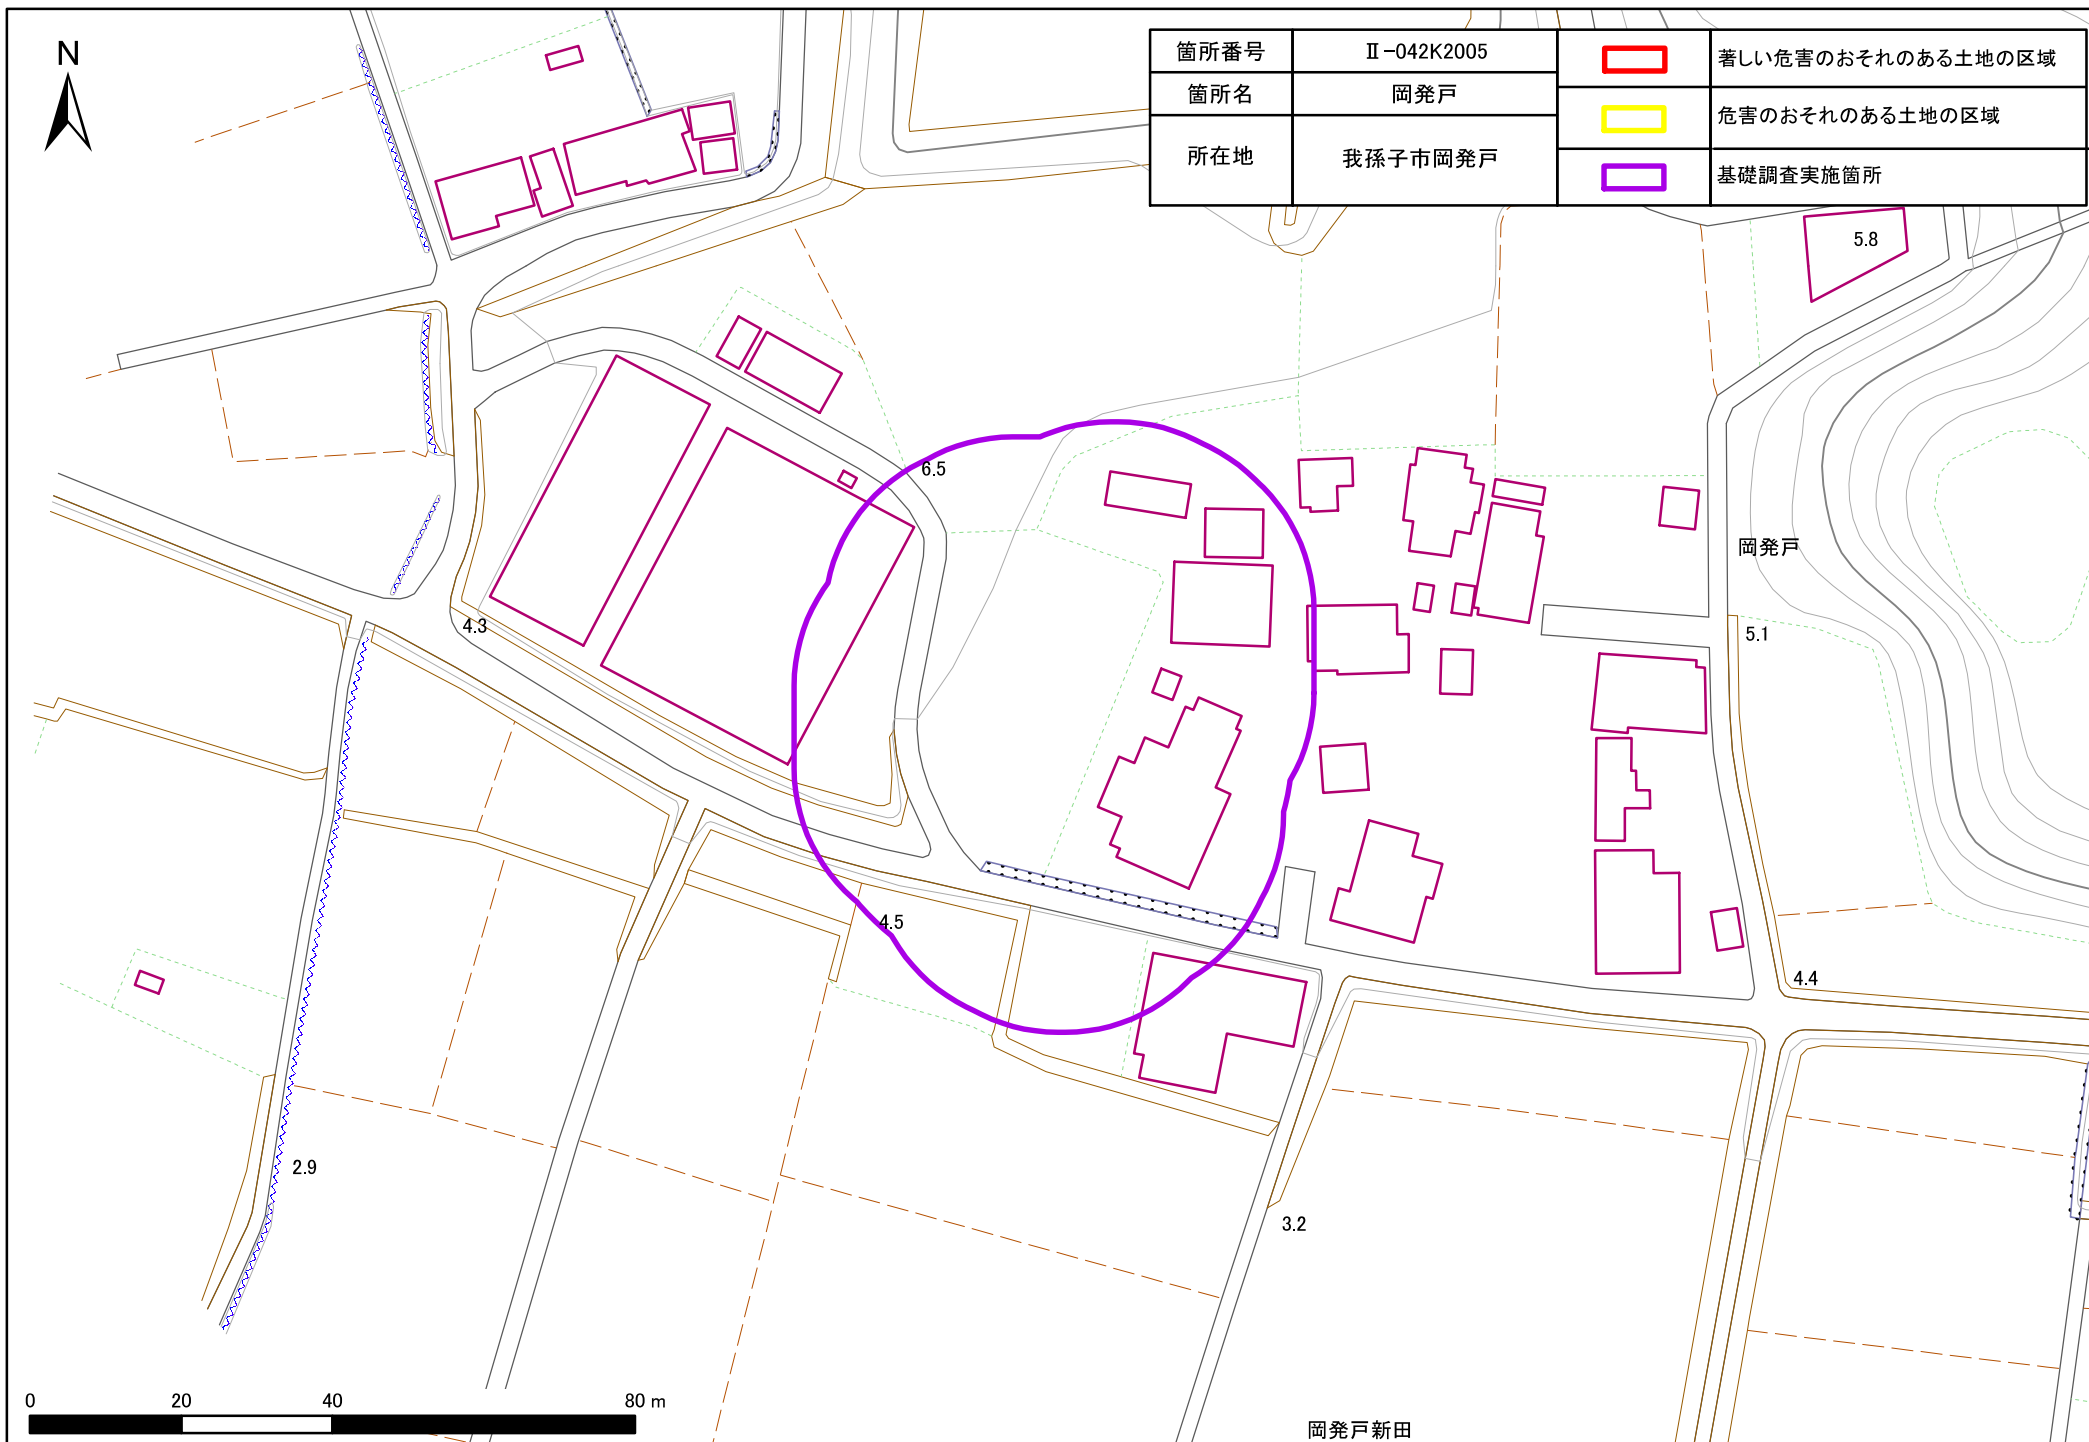 N
箇所番号 Ⅱ-042K2005
箇所名 岡発戸
所在地 我孫子市岡発戸
著しい危害のおそれのある土地の区域
危害のおそれのある土地の区域
基礎調査実施箇所
5.8
6.5
岡発戸
4.3
5.1
4.5
4.4
2.9
3.2
0 20 40 80 m
岡発戸新田